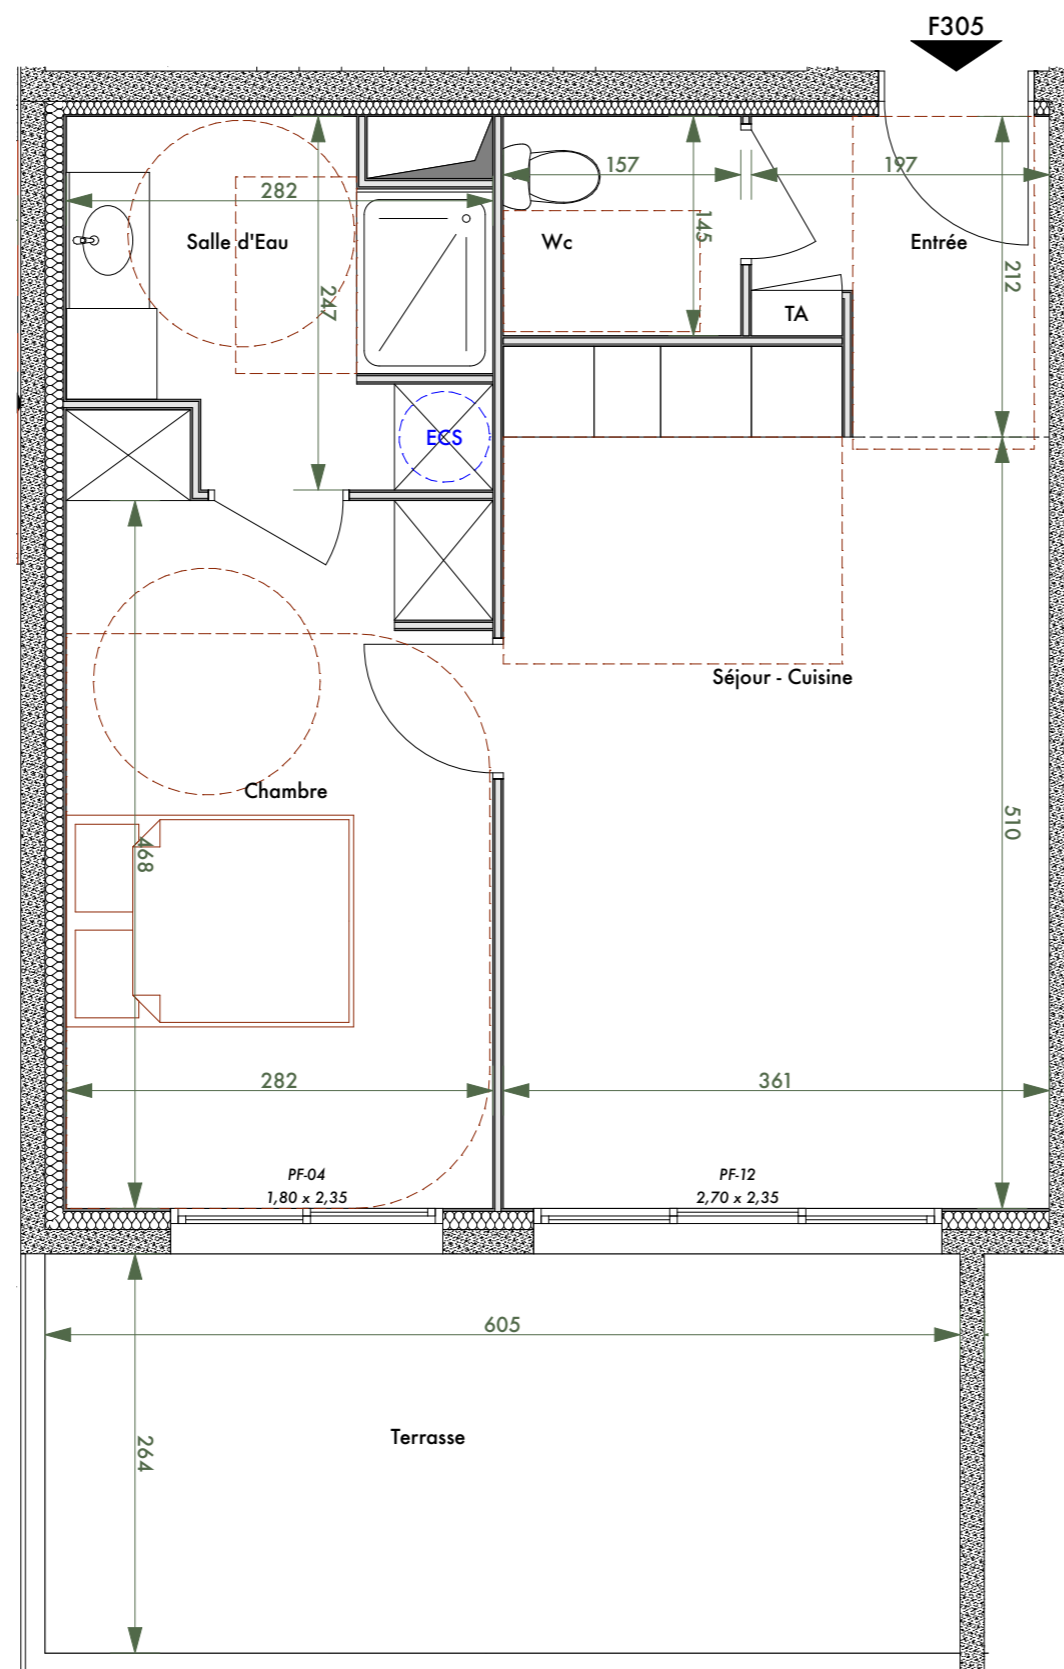 F305
157
197
282
145
Salle d'Eau
Wc
Entrée
212
247
TA
ECS
Séjour - Cuisine
Chambre
510
468
282
361
PF-04
1,80 x 2,35
PF-12
2,70 x 2,35
605
Terrasse
264